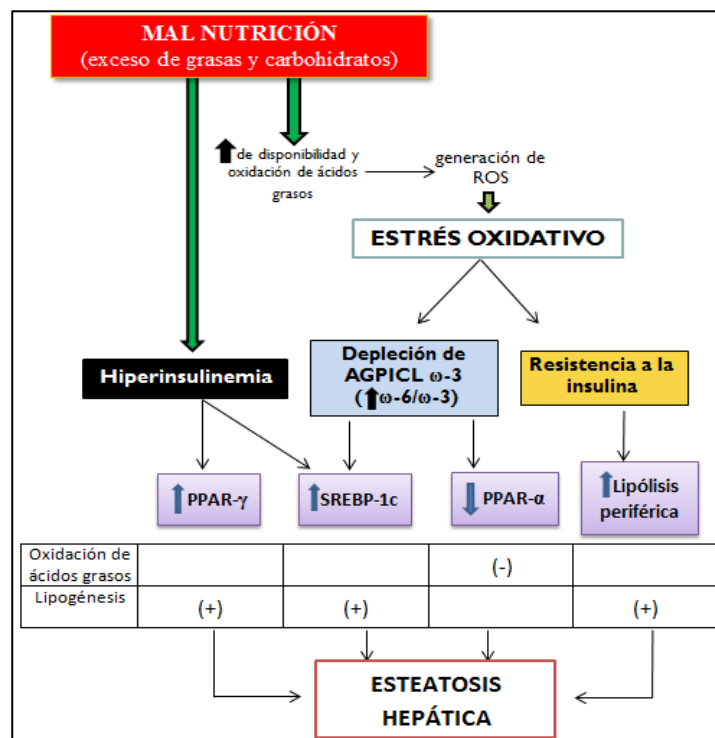 MAL NUTRICIÓN
(exceso de grasas y carbohidratos)
de disponibilidad y
oxidación de ácidos
grasos
generación de
ROS
ESTRÉS OXIDATIVO
Hiperinsulinemia
Depleción de
AGPICL ω-3
(⬆ω-6/ω-3)
Resistencia a la
insulina
PPAR-γ
SREBP-1c
PPAR-α
Lipólisis
periférica
Oxidación de
ácidos grasos
(-)
Lipogénesis
(+)
(+)
(+)
ESTEATOSIS
HEPÁTICA